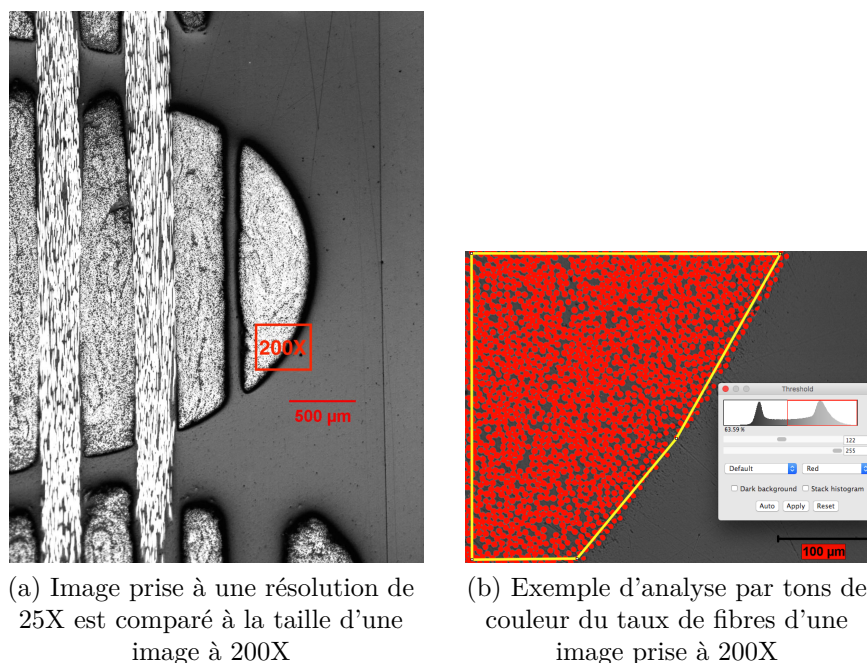 200X
500 µm
Threshold
63.59 %
122
255
Default
Red
Dark background
Stack histogram
Auto
Apply
Reset
100 µm
(a) Image prise à une résolution de
25X est comparé à la taille d'une
image à 200X
(b) Exemple d'analyse par tons de
couleur du taux de fibres d'une
image prise à 200X